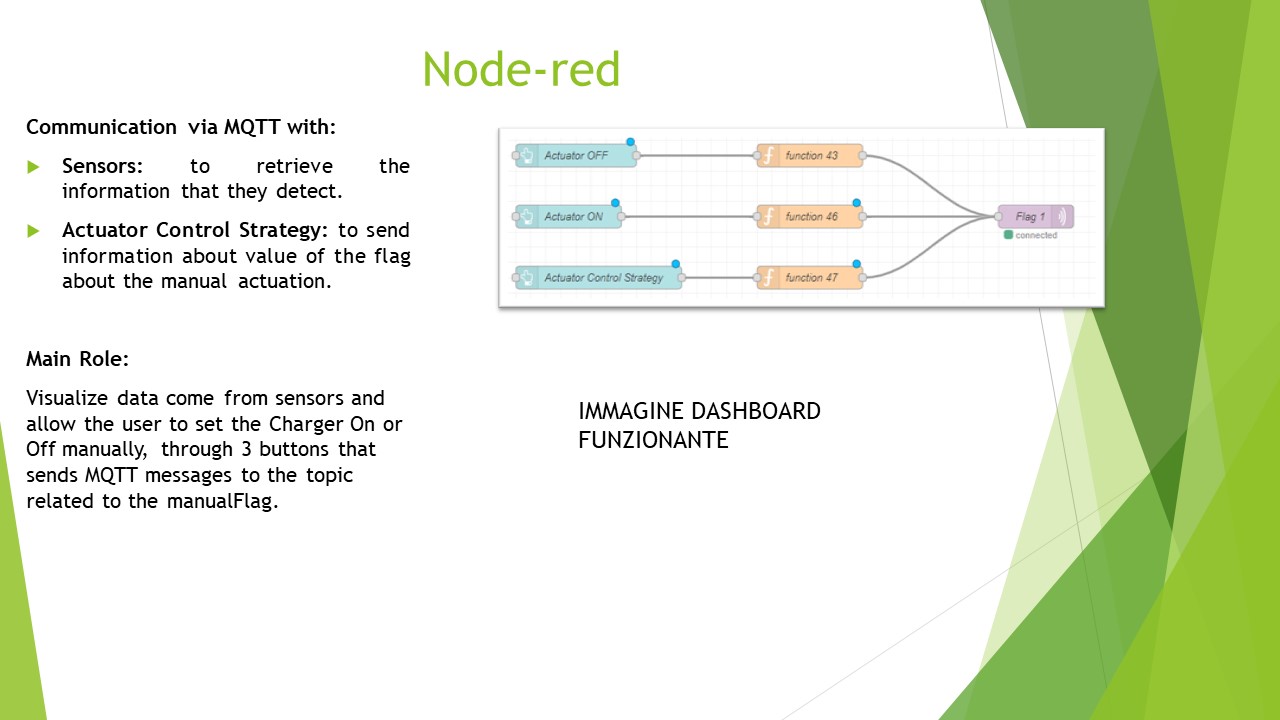 Node-red
Communication via MQTT with:
Sensors: to retrieve the
information that they detect.
Actuator Control Strategy: to send
information about value of the flag
about the manual actuation.
Main Role:
Visualize data come from sensors and
allow the user to set the Charger On or
Off manually, through 3 buttons that
sends MQTT messages to the topic
related to the manualFlag.
Actuator OFF
function 43
Actuator ON
function 46
Flag 1
connected
Actuator Control Strategy
function 47
IMMAGINE DASHBOARD
FUNZIONANTE